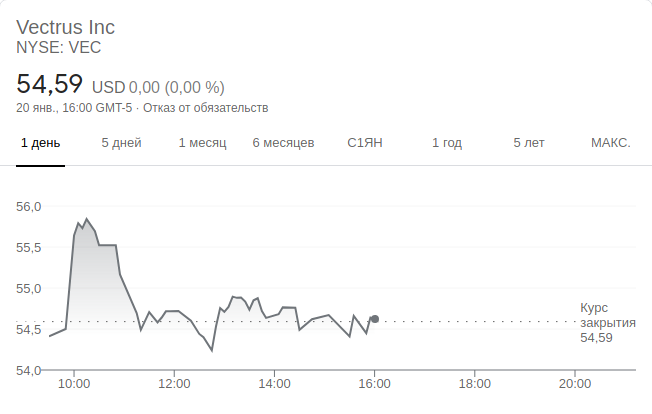 Vectrus Inc
NYSE: VEC
54,59 USD 0,00 (0,00 %)
20 янв., 16:00 GMT-5 · Отказ от обязательств
1 день 5 дней 1 месяц 6 месяцев С1ЯН 1 год 5 лет МАКС.
56,0
55,5
55,0
54,5
54,0
Курс
закрытия
54,59
10:00 12:00 14:00 16:00 18:00 20:00